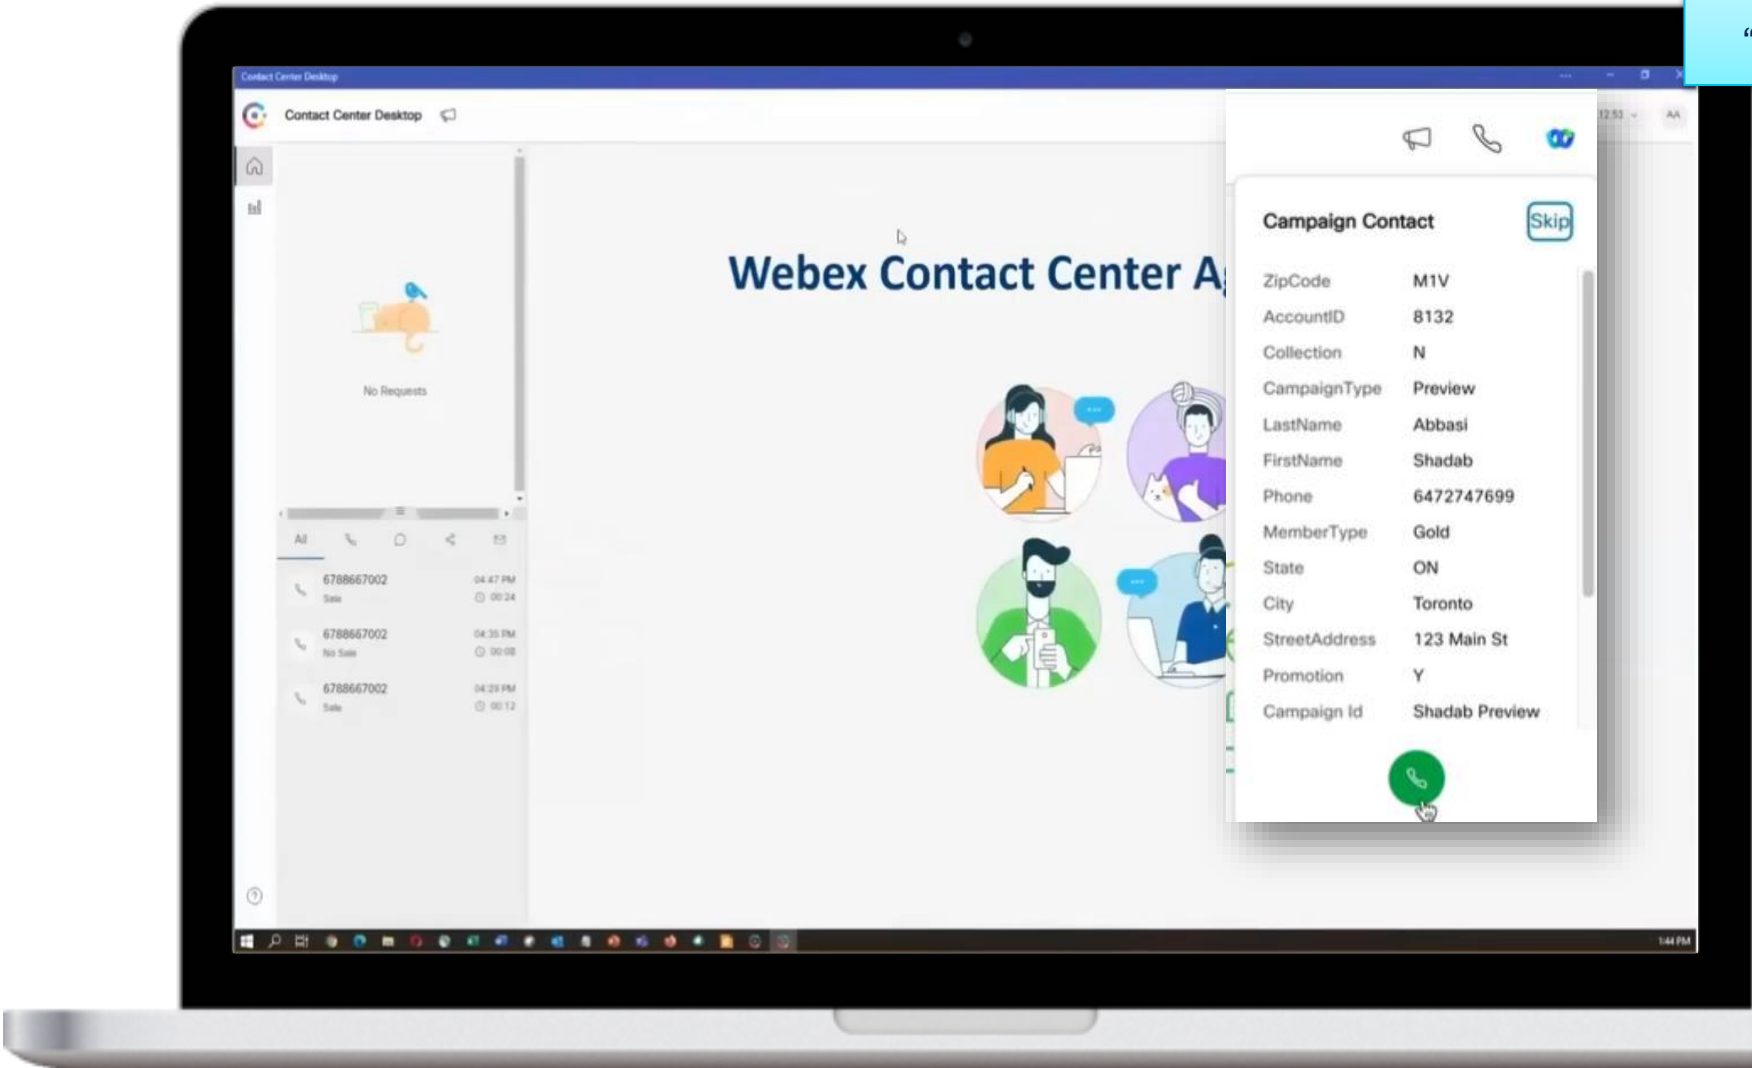 “
Contact Center Desktop
Contact Center Desktop
12:53
AA
Webex Contact Center A
No Requests
All
6788667002 04:47 PM
Sale 00:24
6788667002 04:35 PM
No Sale 00:08
6788667002 04:29 PM
Sale 00:12
Campaign Contact Skip
ZipCode M1V
AccountID 8132
Collection N
CampaignType Preview
LastName Abbasi
FirstName Shadab
Phone 6472747699
MemberType Gold
State ON
City Toronto
StreetAddress 123 Main St
Promotion Y
Campaign Id Shadab Preview
1:44 PM